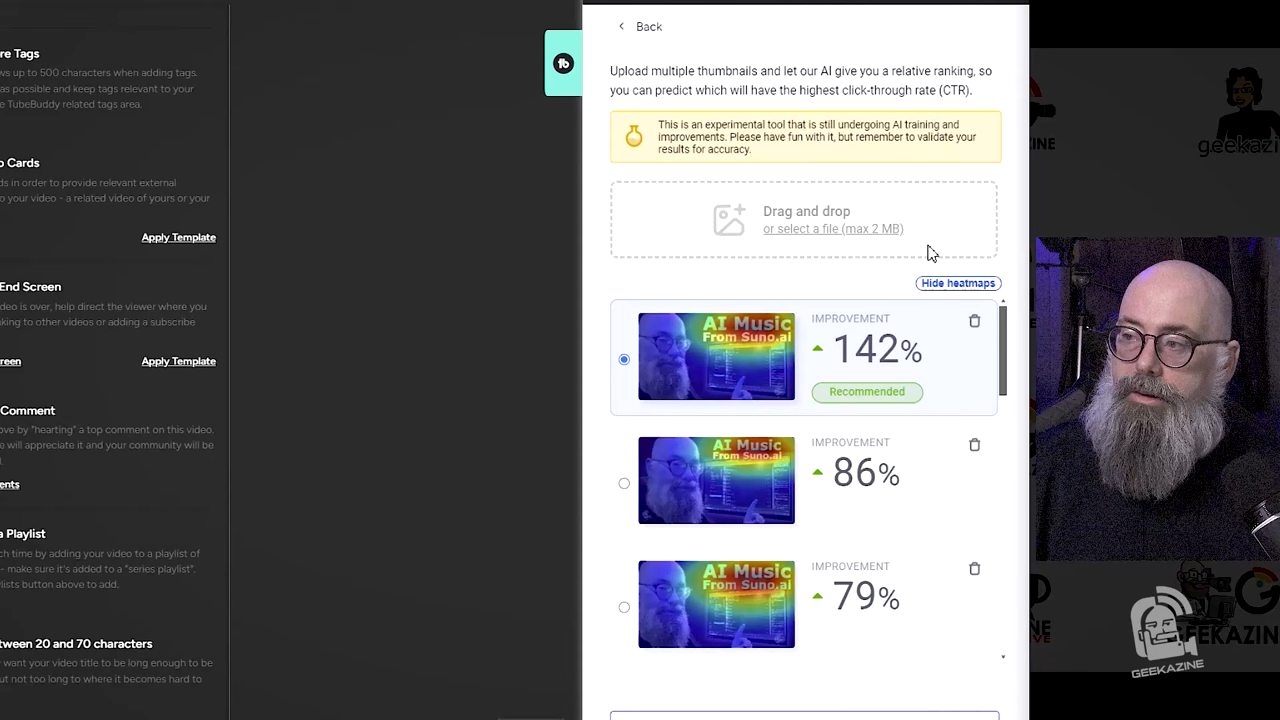 re Tags
ws up to 500 characters when adding tags.
as possible and keep tags relevant to your
e TubeBuddy related tags area.
o Cards
ds in order to provide relevant external
to your video - a related video of yours or your
Apply Template
End Screen
deo is over, help direct the viewer where you
nking to other videos or adding a subscribe
reen
Apply Template
Comment
ove by "hearting" a top comment on this video.
e will appreciate it and your community will be
d.
ents
a Playlist
ch time by adding your video to a playlist of
- make sure it's added to a "series playlist".
ylists button above to add.
tween 20 and 70 characters
want your video title to be long enough to be
ut not too long to where it becomes hard to
tb
Back
Upload multiple thumbnails and let our AI give you a relative ranking, so
you can predict which will have the highest click-through rate (CTR).
This is an experimental tool that is still undergoing AI training and
improvements. Please have fun with it, but remember to validate your
results for accuracy.
Drag and drop
or select a file (max 2 MB)
Hide heatmaps
AI Music
From Suno.ai
IMPROVEMENT
142%
Recommended
AI Music
From Suno.ai
IMPROVEMENT
86%
AI Music
From Suno.ai
IMPROVEMENT
79%
INE
geekazi
INE
VE
G
GEEKAZIN
GEEKAZINE